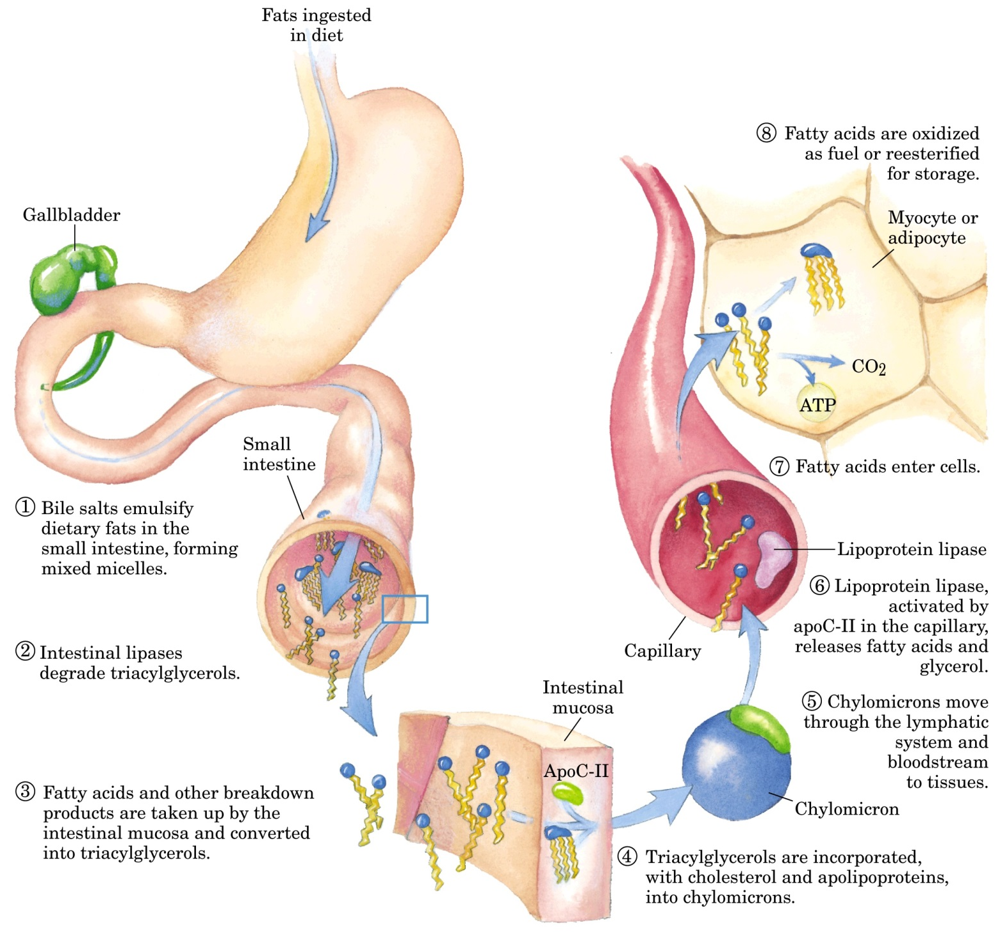 Fats ingested
in diet
Gallbladder
Small
intestine
① Bile salts emulsify
dietary fats in the
small intestine, forming
mixed micelles.
② Intestinal lipases
degrade triacylglycerols.
③ Fatty acids and other breakdown
products are taken up by the
intestinal mucosa and converted
into triacylglycerols.
Intestinal
mucosa
ApoC-II
④ Triacylglycerols are incorporated,
with cholesterol and apolipoproteins,
into chylomicrons.
Chylomicron
⑤ Chylomicrons move
through the lymphatic
system and
bloodstream
to tissues.
Capillary
⑥ Lipoprotein lipase,
activated by
apoC-II in the capillary,
releases fatty acids and
glycerol.
Lipoprotein lipase
⑦ Fatty acids enter cells.
ATP
CO₂
Myocyte or
adipocyte
⑧ Fatty acids are oxidized
as fuel or reesterified
for storage.